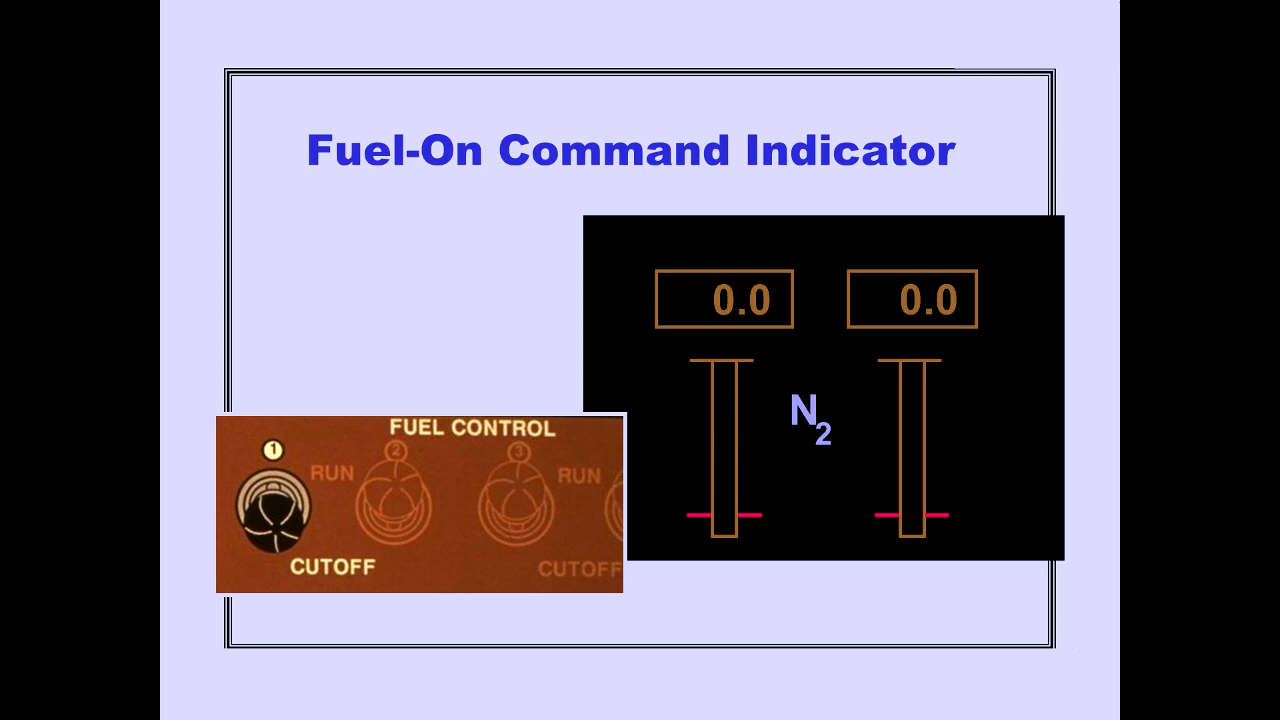 Fuel-On Command Indicator
0.0 0.0
N2
FUEL CONTROL
1 2 3
RUN RUN
CUTOFF CUTOFF